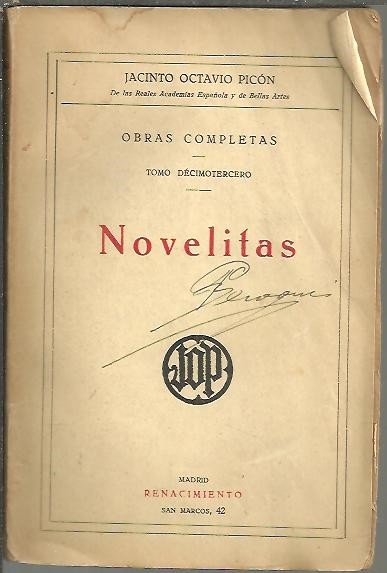 JACINTO OCTAVIO PICÓN
De las Reales Academias Española y de Bellas Artes
OBRAS COMPLETAS
TOMO DÉCIMOTERCERO
Novelitas
JOP
MADRID
RENACIMIENTO
SAN MARCOS, 42